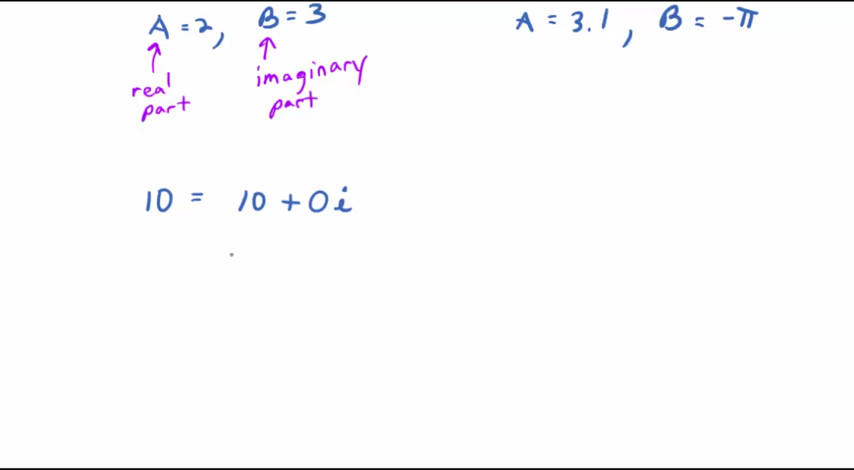 A = 2, B = 3
A = 3.1, B = -π
real part
imaginary part
10 = 10 + 0i